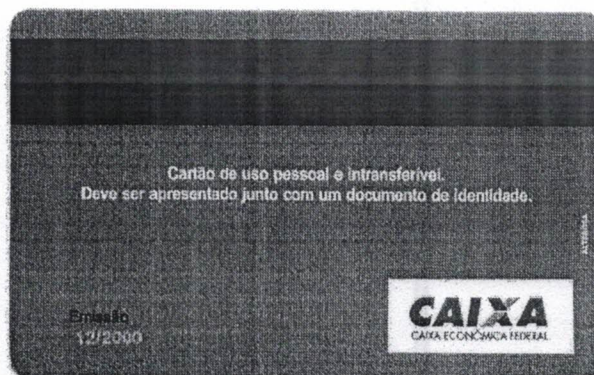 Cartão de uso pessoal e intransferível.
Deve ser apresentado junto com um documento de identidade.
ALTEROSA
Emissão
12/2000
CAIXA
CAIXA ECONÔMICA FEDERAL